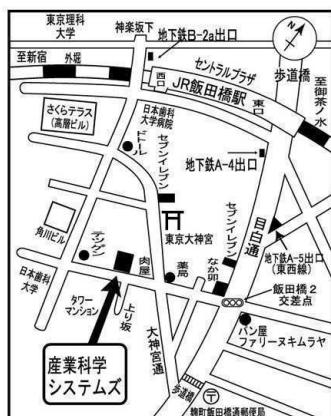 東京理科
大学
神楽坂下
地下鉄B-2a出口
N
至新宿
外堀
セントラルプラザ
歩道橋
西口
JR飯田橋駅
東口
至御茶ノ水
さくらテラス
(高層ビル)
日本歯科
大学病院
ドトール
セブンイレブン
地下鉄A-4出口
角川ビル
東京大神宮
セブンイレブン
目白通
地下鉄A-5出口
(東西線)
テンゲン
肉屋
薬局
なか卯
飯田橋2
交差点
日本歯科
大学
タワー
マンション
上り坂
大神宮通
パン屋
ファリーヌキムラヤ
産業科学
システムズ
歩道橋
〒
麹町飯田橋通郵便局